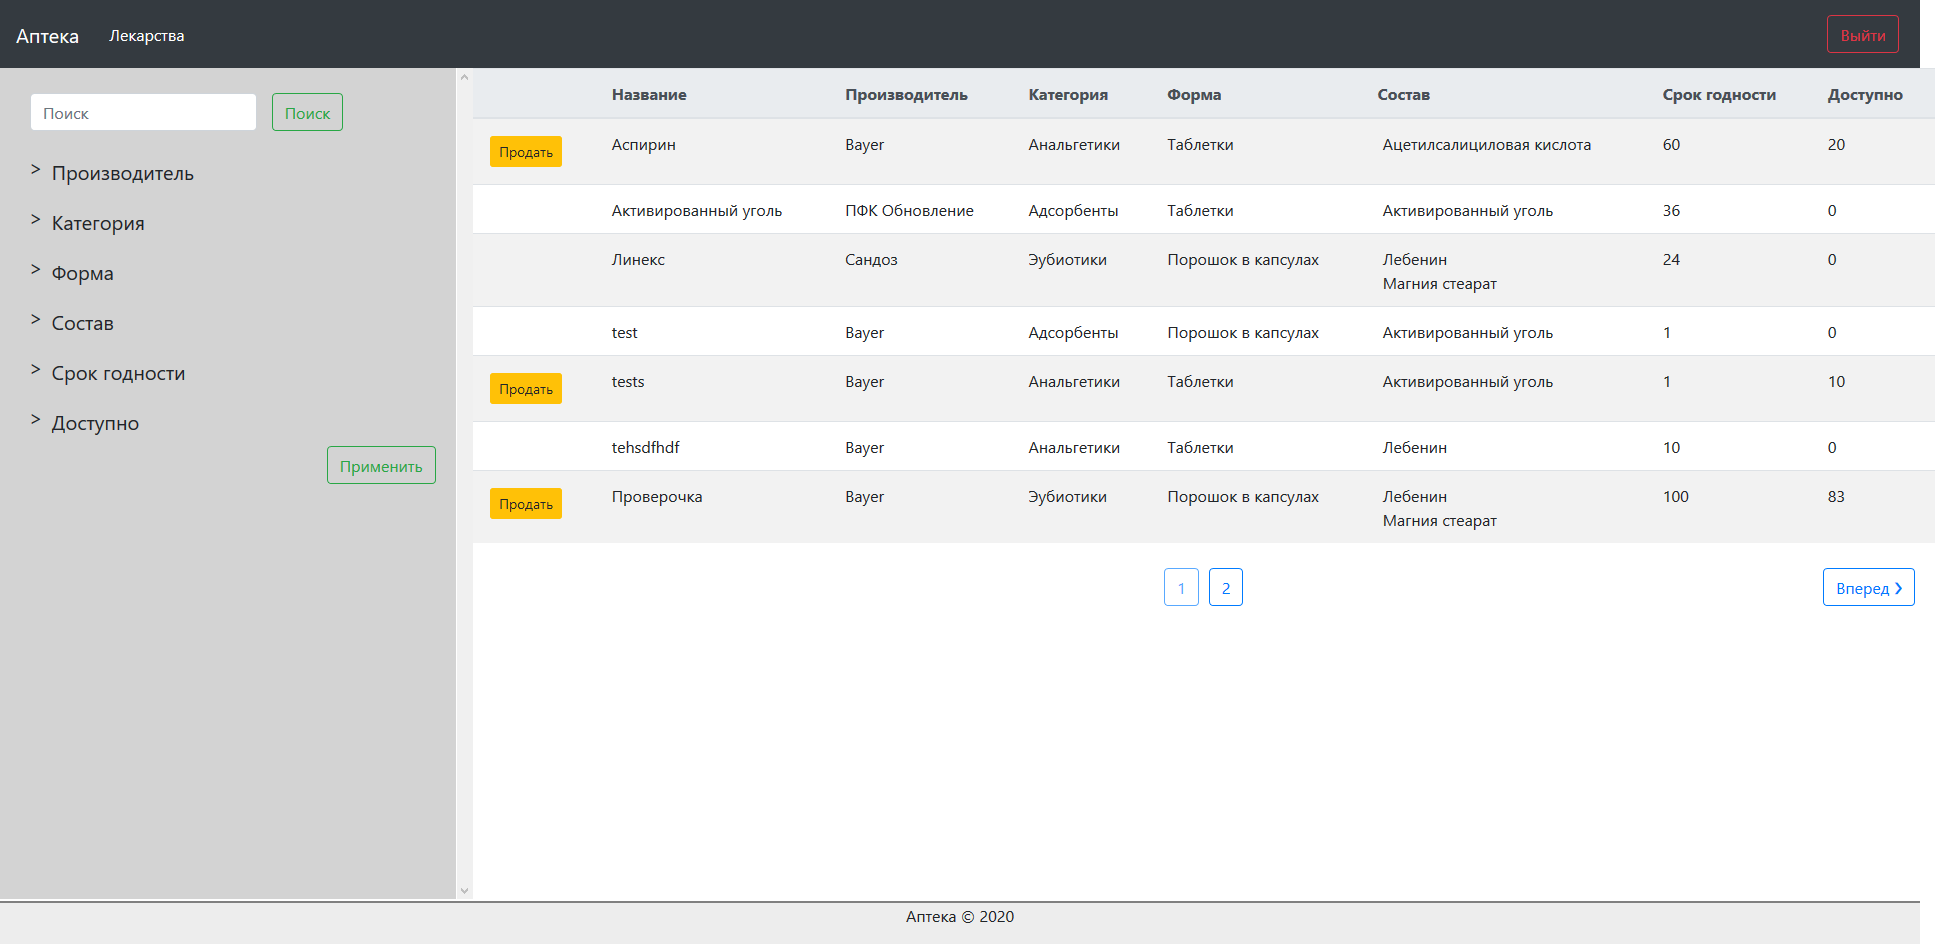 Аптека Лекарства Выйти
Поиск Поиск
> Производитель
> Категория
> Форма
> Состав
> Срок годности
> Доступно
Применить
Название Производитель Категория Форма Состав Срок годности Доступно
Продать Аспирин Bayer Анальгетики Таблетки Ацетилсалициловая кислота 60 20
Активированный уголь ПФК Обновление Адсорбенты Таблетки Активированный уголь 36 0
Линекс Сандоз Эубиотики Порошок в капсулах Лебенин 24 0
Магния стеарат
test Bayer Адсорбенты Порошок в капсулах Активированный уголь 1 0
Продать tests Bayer Анальгетики Таблетки Активированный уголь 1 10
tehsdfhdf Bayer Анальгетики Таблетки Лебенин 10 0
Продать Проверочка Bayer Эубиотики Порошок в капсулах Лебенин 100 83
Магния стеарат
1 2 Вперед ❯
Аптека © 2020